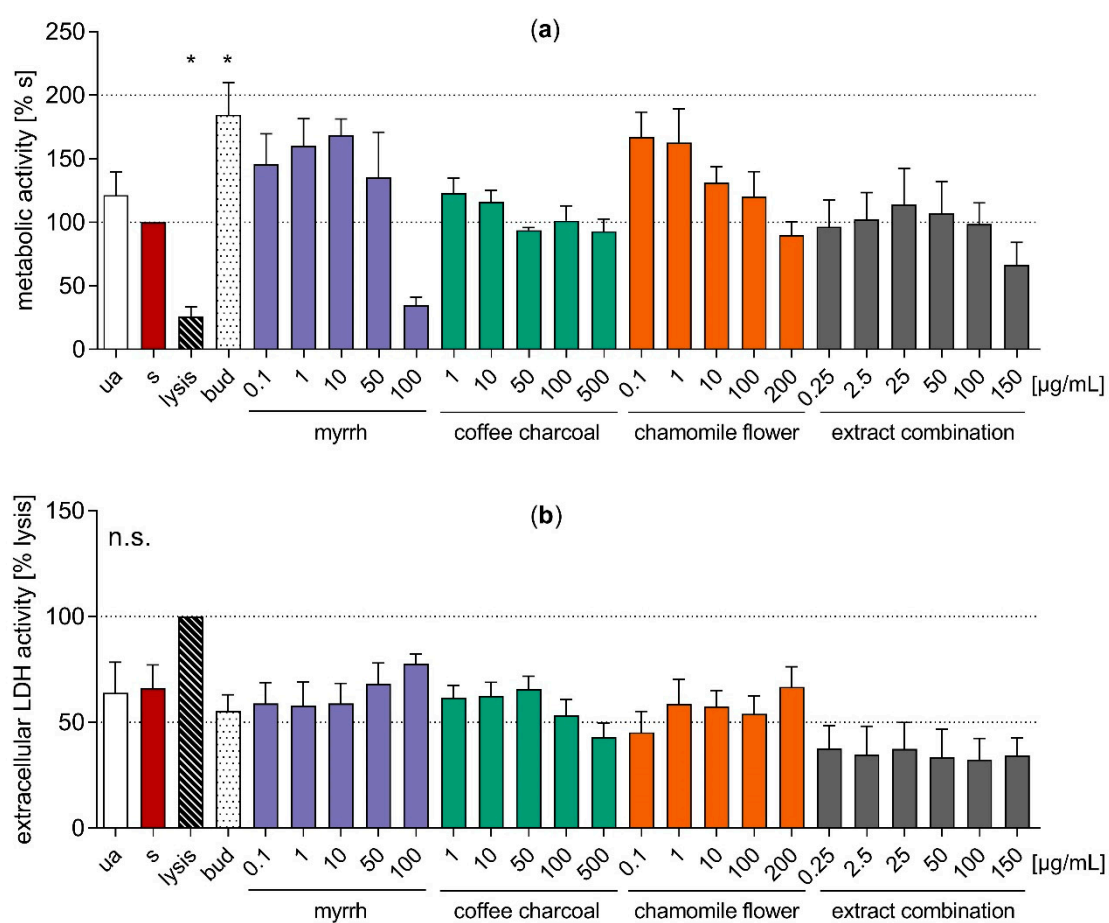 (a)
metabolic activity [% s]
250
200
150
100
50
0
* *
ua s lysis bud 0.1 1 10 50 100 1 10 50 100 500 0.1 1 10 100 200 0.25 2.5 25 50 100 150 [µg/mL]
myrrh coffee charcoal chamomile flower extract combination
(b)
extracellular LDH activity [% lysis]
150
100
50
0
n.s.
ua s lysis bud 0.1 1 10 50 100 1 10 50 100 500 0.1 1 10 100 200 0.25 2.5 25 50 100 150 [µg/mL]
myrrh coffee charcoal chamomile flower extract combination